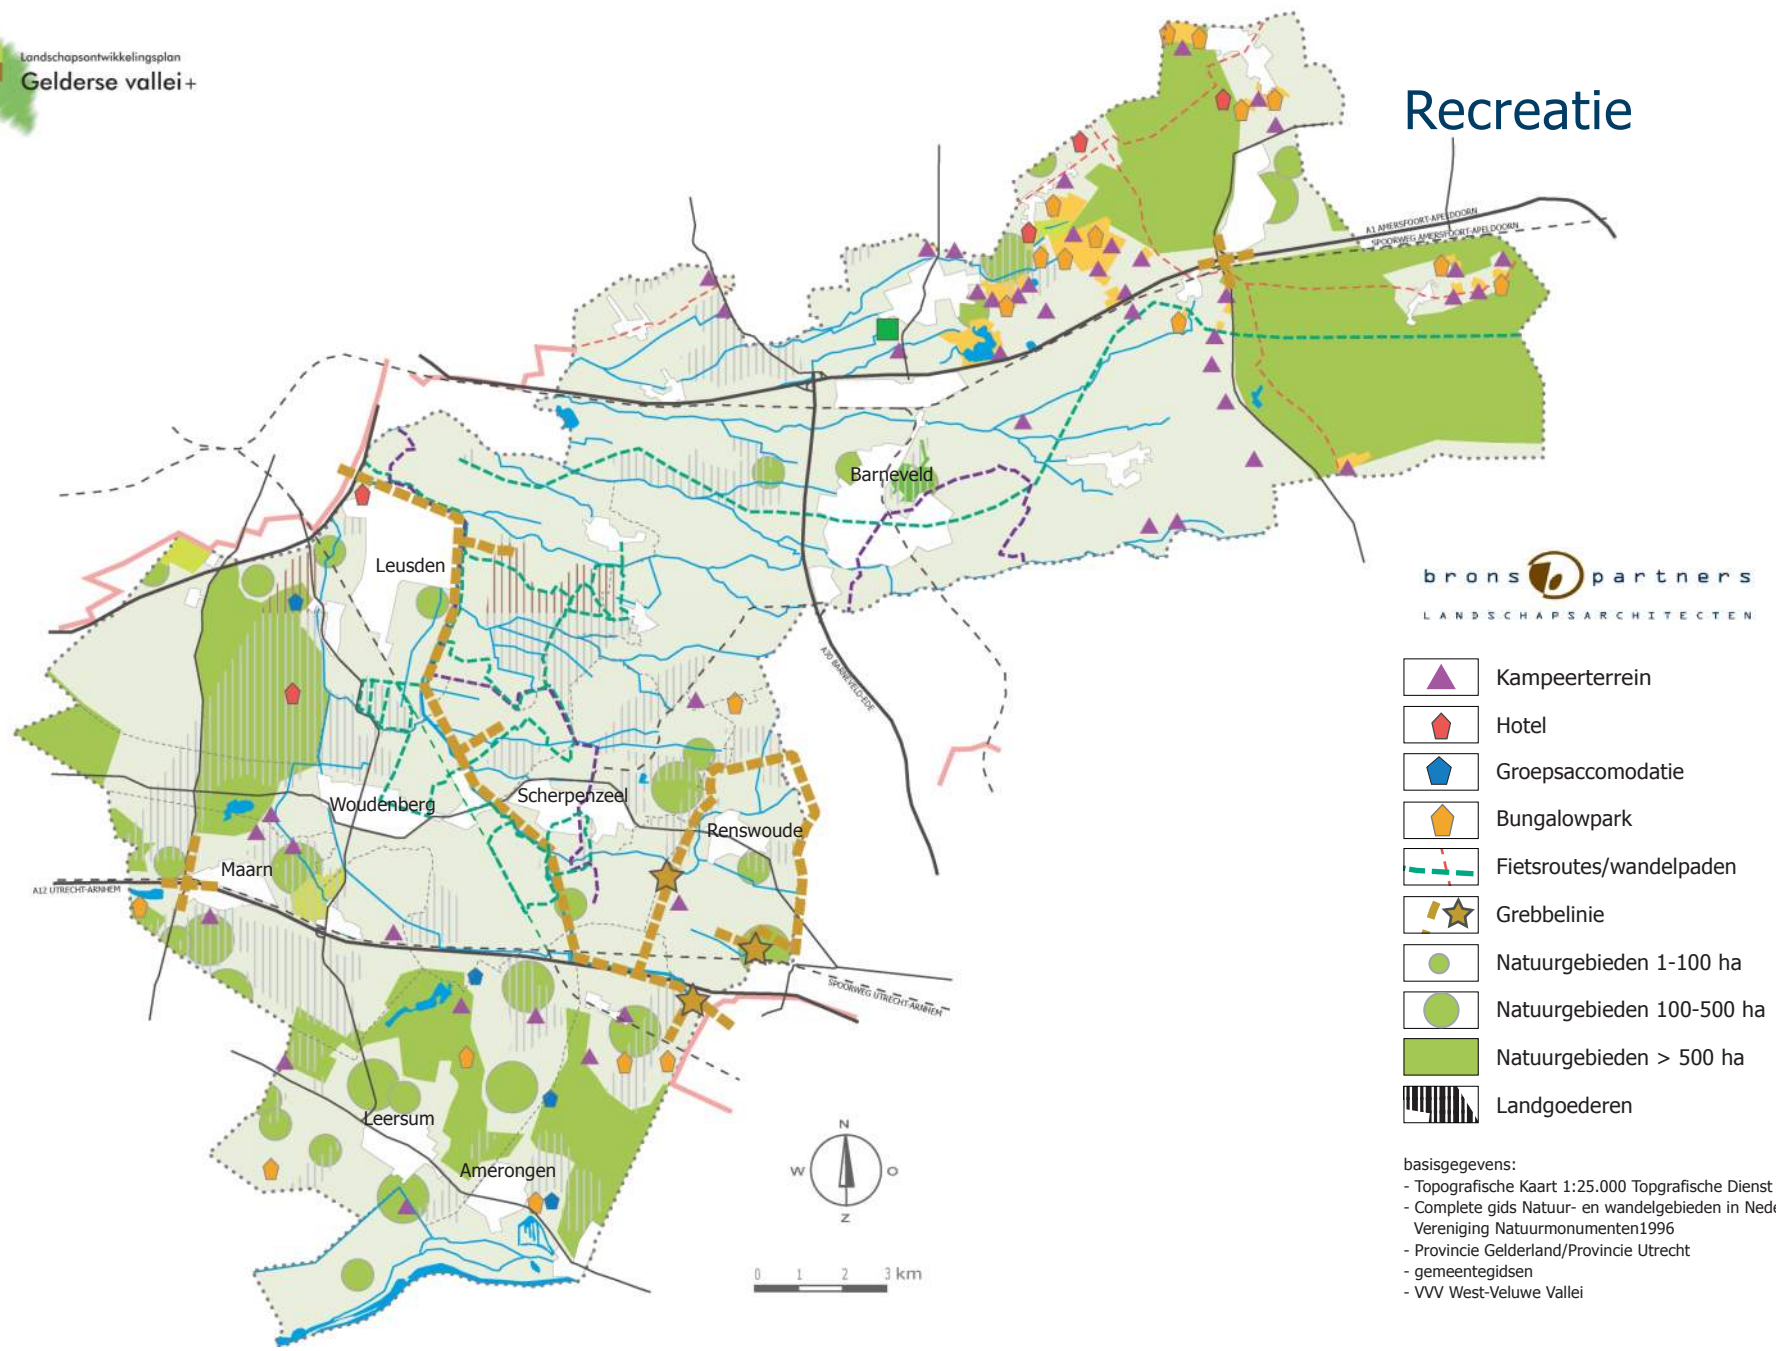 Landschapsontwikkelingsplan
Gelderse vallei+
Recreatie
A1 AMERSFOORT-APELDOORN
SPOORWEG AMERSFOORT-APELDOORN
Barneveld
Leusden
A30 BARNEVELD-EDE
Woudenberg
Scherpenzeel
Renswoude
Maarn
A12 UTRECHT-ARNHEM
SPOORWEG UTRECHT-ARNHEM
Leersum
Amerongen
N
W O
Z
0 1 2 3 km
brons partners
LANDSCHAPSARCHITECTEN
Kampeerterrein
Hotel
Groepsaccomodatie
Bungalowpark
Fietsroutes/wandelpaden
Grebbelinie
Natuurgebieden 1-100 ha
Natuurgebieden 100-500 ha
Natuurgebieden > 500 ha
Landgoederen
basisgegevens:
- Topografische Kaart 1:25.000 Topgrafische Dienst
- Complete gids Natuur- en wandelgebieden in Nede
Vereniging Natuurmonumenten1996
- Provincie Gelderland/Provincie Utrecht
- gemeentegidsen
- VVV West-Veluwe Vallei